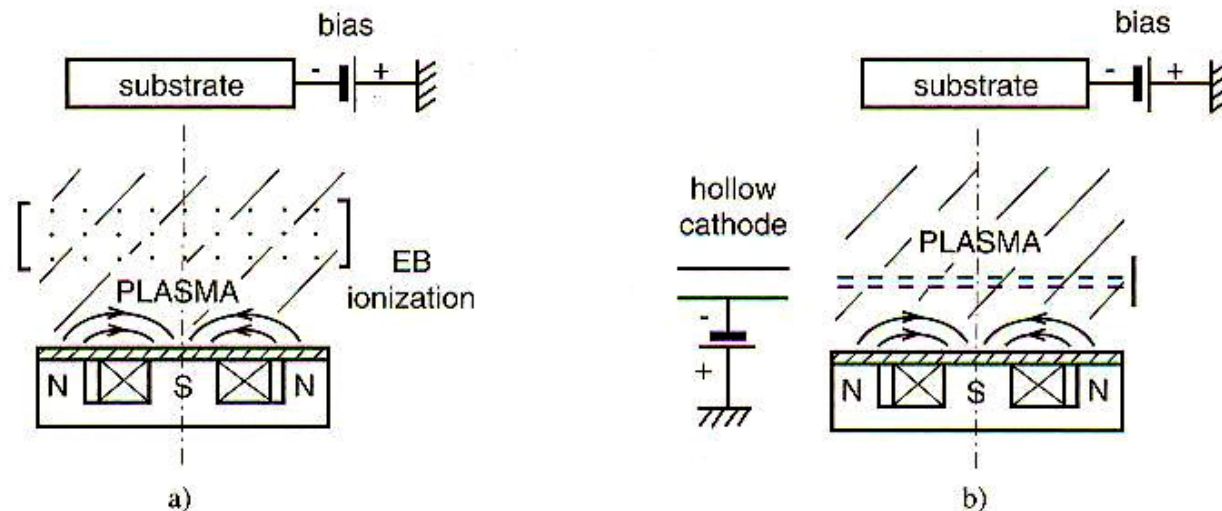 bias
substrate
- +
EB
ionization
PLASMA
N S N
a)
bias
substrate
- +
hollow
cathode
PLASMA
-
+
N S N
b)